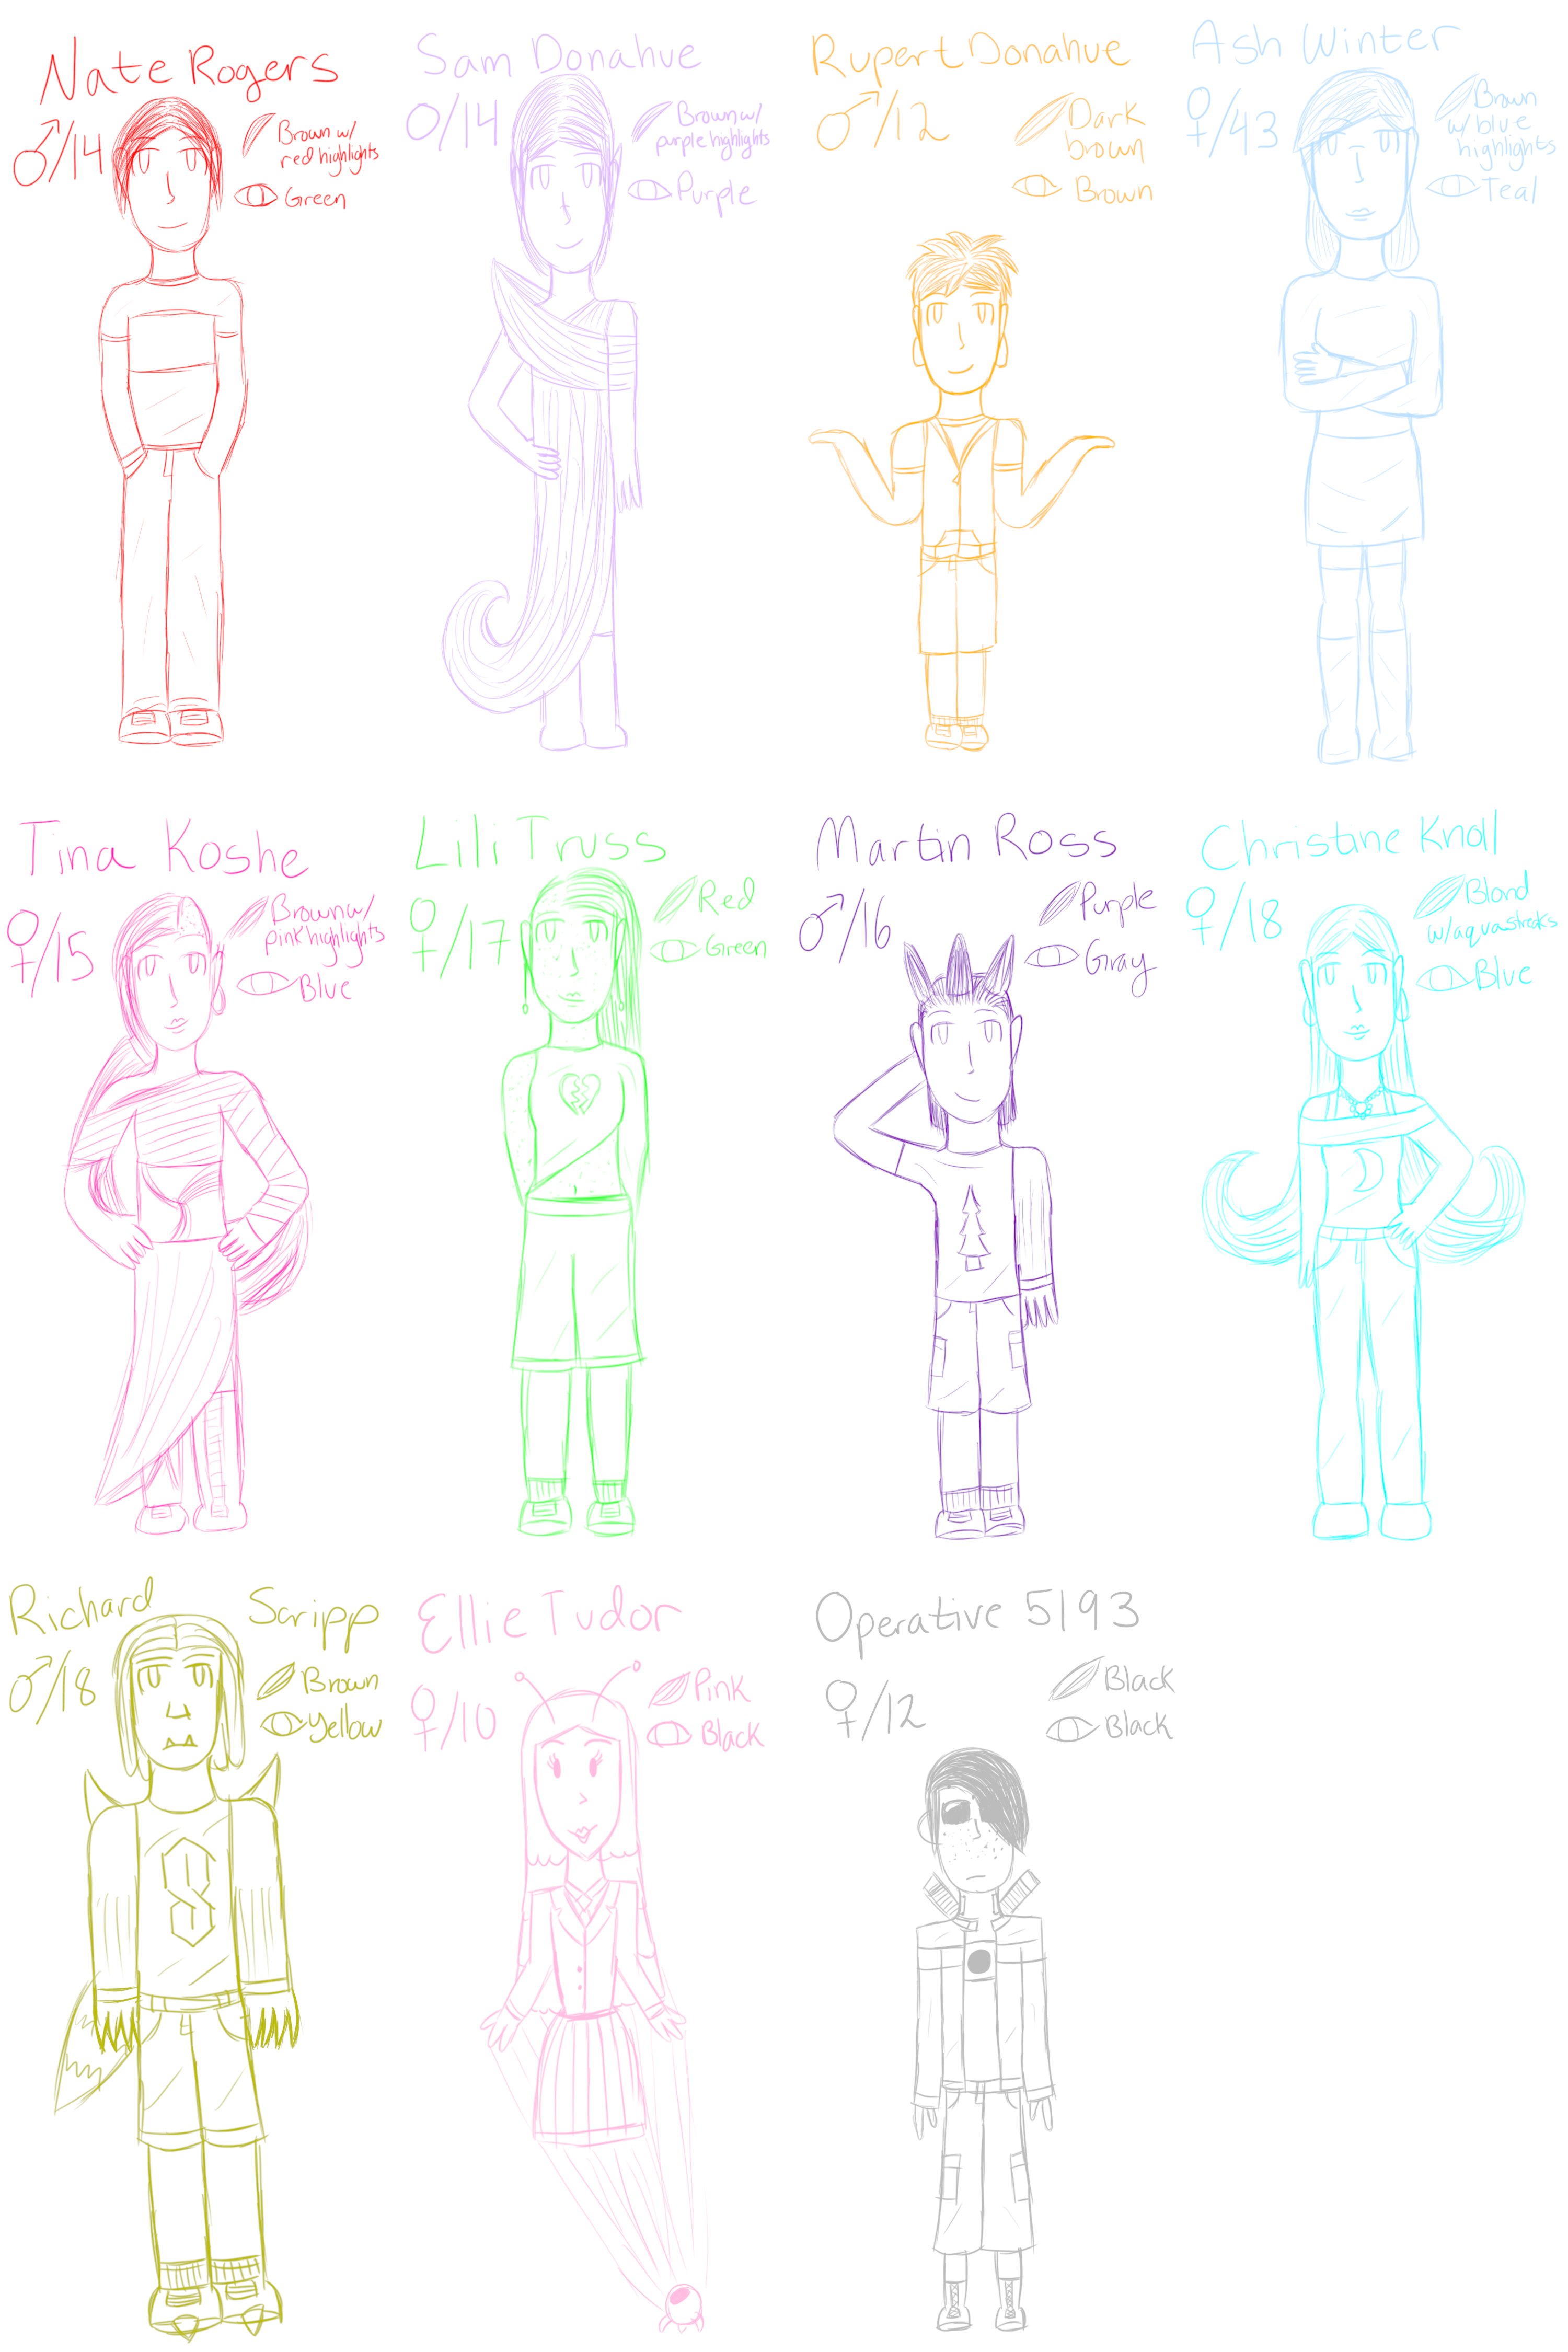 Nate Rogers
♂/14
Brown w/
red highlights
Green
Sam Donahue
O/14
Brown w/
purple highlights
Purple
Rupert Donahue
♂/12
Dark
brown
Brown
Ash Winter
♀/43
Brown
w/ blue
highlights
Teal
Tina Koshe
♀/15
Brown w/
pink highlights
Blue
Lili Truss
♀/17
Red
Green
Martin Ross
♂/16
Purple
Gray
Christine Knoll
♀/18
Blond
w/aqua streaks
Blue
Richard Scripp
♂/18
Brown
Yellow
Ellie Tudor
♀/10
Pink
Black
Operative 5193
♀/12
Black
Black